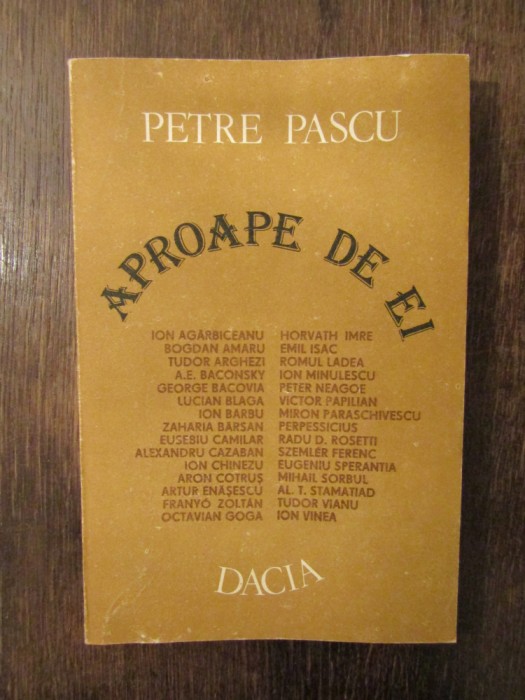 PETRE PASCU
APROAPE DE EI
ION AGÂRBICEANU
BOGDAN AMARU
TUDOR ARGHEZI
A.E. BACONSKY
GEORGE BACOVIA
LUCIAN BLAGA
ION BARBU
ZAHARIA BÂRSAN
EUSEBIU CAMILAR
ALEXANDRU CAZABAN
ION CHINEZU
ARON COTRUȘ
ARTUR ENĂȘESCU
FRANYÓ ZOLTÁN
OCTAVIAN GOGA
HORVATH IMRE
EMIL ISAC
ROMUL LADEA
ION MINULESCU
PETER NEAGOE
VICTOR PAPILIAN
MIRON PARASCHIVESCU
PERPESSICIUS
RADU D. ROSETTI
SZEMLÉR FERENC
EUGENIU SPERANTIA
MIHAIL SORBUL
AL. T. STAMATIAD
TUDOR VIANU
ION VINEA
DACIA